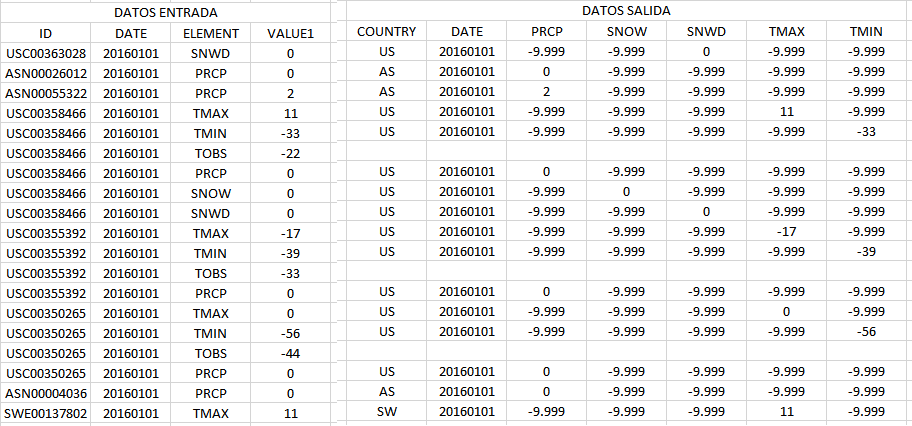 DATOS ENTRADA DATOS SALIDA
ID DATE ELEMENT VALUE1 COUNTRY DATE PRCP SNOW SNWD TMAX TMIN
USC00363028 20160101 SNWD 0 US 20160101 -9.999 -9.999 0 -9.999 -9.999
ASN00026012 20160101 PRCP 0 AS 20160101 0 -9.999 -9.999 -9.999 -9.999
ASN00055322 20160101 PRCP 2 AS 20160101 2 -9.999 -9.999 -9.999 -9.999
USC00358466 20160101 TMAX 11 US 20160101 -9.999 -9.999 -9.999 11 -9.999
USC00358466 20160101 TMIN -33 US 20160101 -9.999 -9.999 -9.999 -9.999 -33
USC00358466 20160101 TOBS -22
USC00358466 20160101 PRCP 0 US 20160101 0 -9.999 -9.999 -9.999 -9.999
USC00358466 20160101 SNOW 0 US 20160101 -9.999 0 -9.999 -9.999 -9.999
USC00358466 20160101 SNWD 0 US 20160101 -9.999 -9.999 0 -9.999 -9.999
USC00355392 20160101 TMAX -17 US 20160101 -9.999 -9.999 -9.999 -17 -9.999
USC00355392 20160101 TMIN -39 US 20160101 -9.999 -9.999 -9.999 -9.999 -39
USC00355392 20160101 TOBS -33
USC00355392 20160101 PRCP 0 US 20160101 0 -9.999 -9.999 -9.999 -9.999
USC00350265 20160101 TMAX 0 US 20160101 -9.999 -9.999 -9.999 0 -9.999
USC00350265 20160101 TMIN -56 US 20160101 -9.999 -9.999 -9.999 -9.999 -56
USC00350265 20160101 TOBS -44
USC00350265 20160101 PRCP 0 US 20160101 0 -9.999 -9.999 -9.999 -9.999
ASN00004036 20160101 PRCP 0 AS 20160101 0 -9.999 -9.999 -9.999 -9.999
SWE00137802 20160101 TMAX 11 SW 20160101 -9.999 -9.999 -9.999 11 -9.999